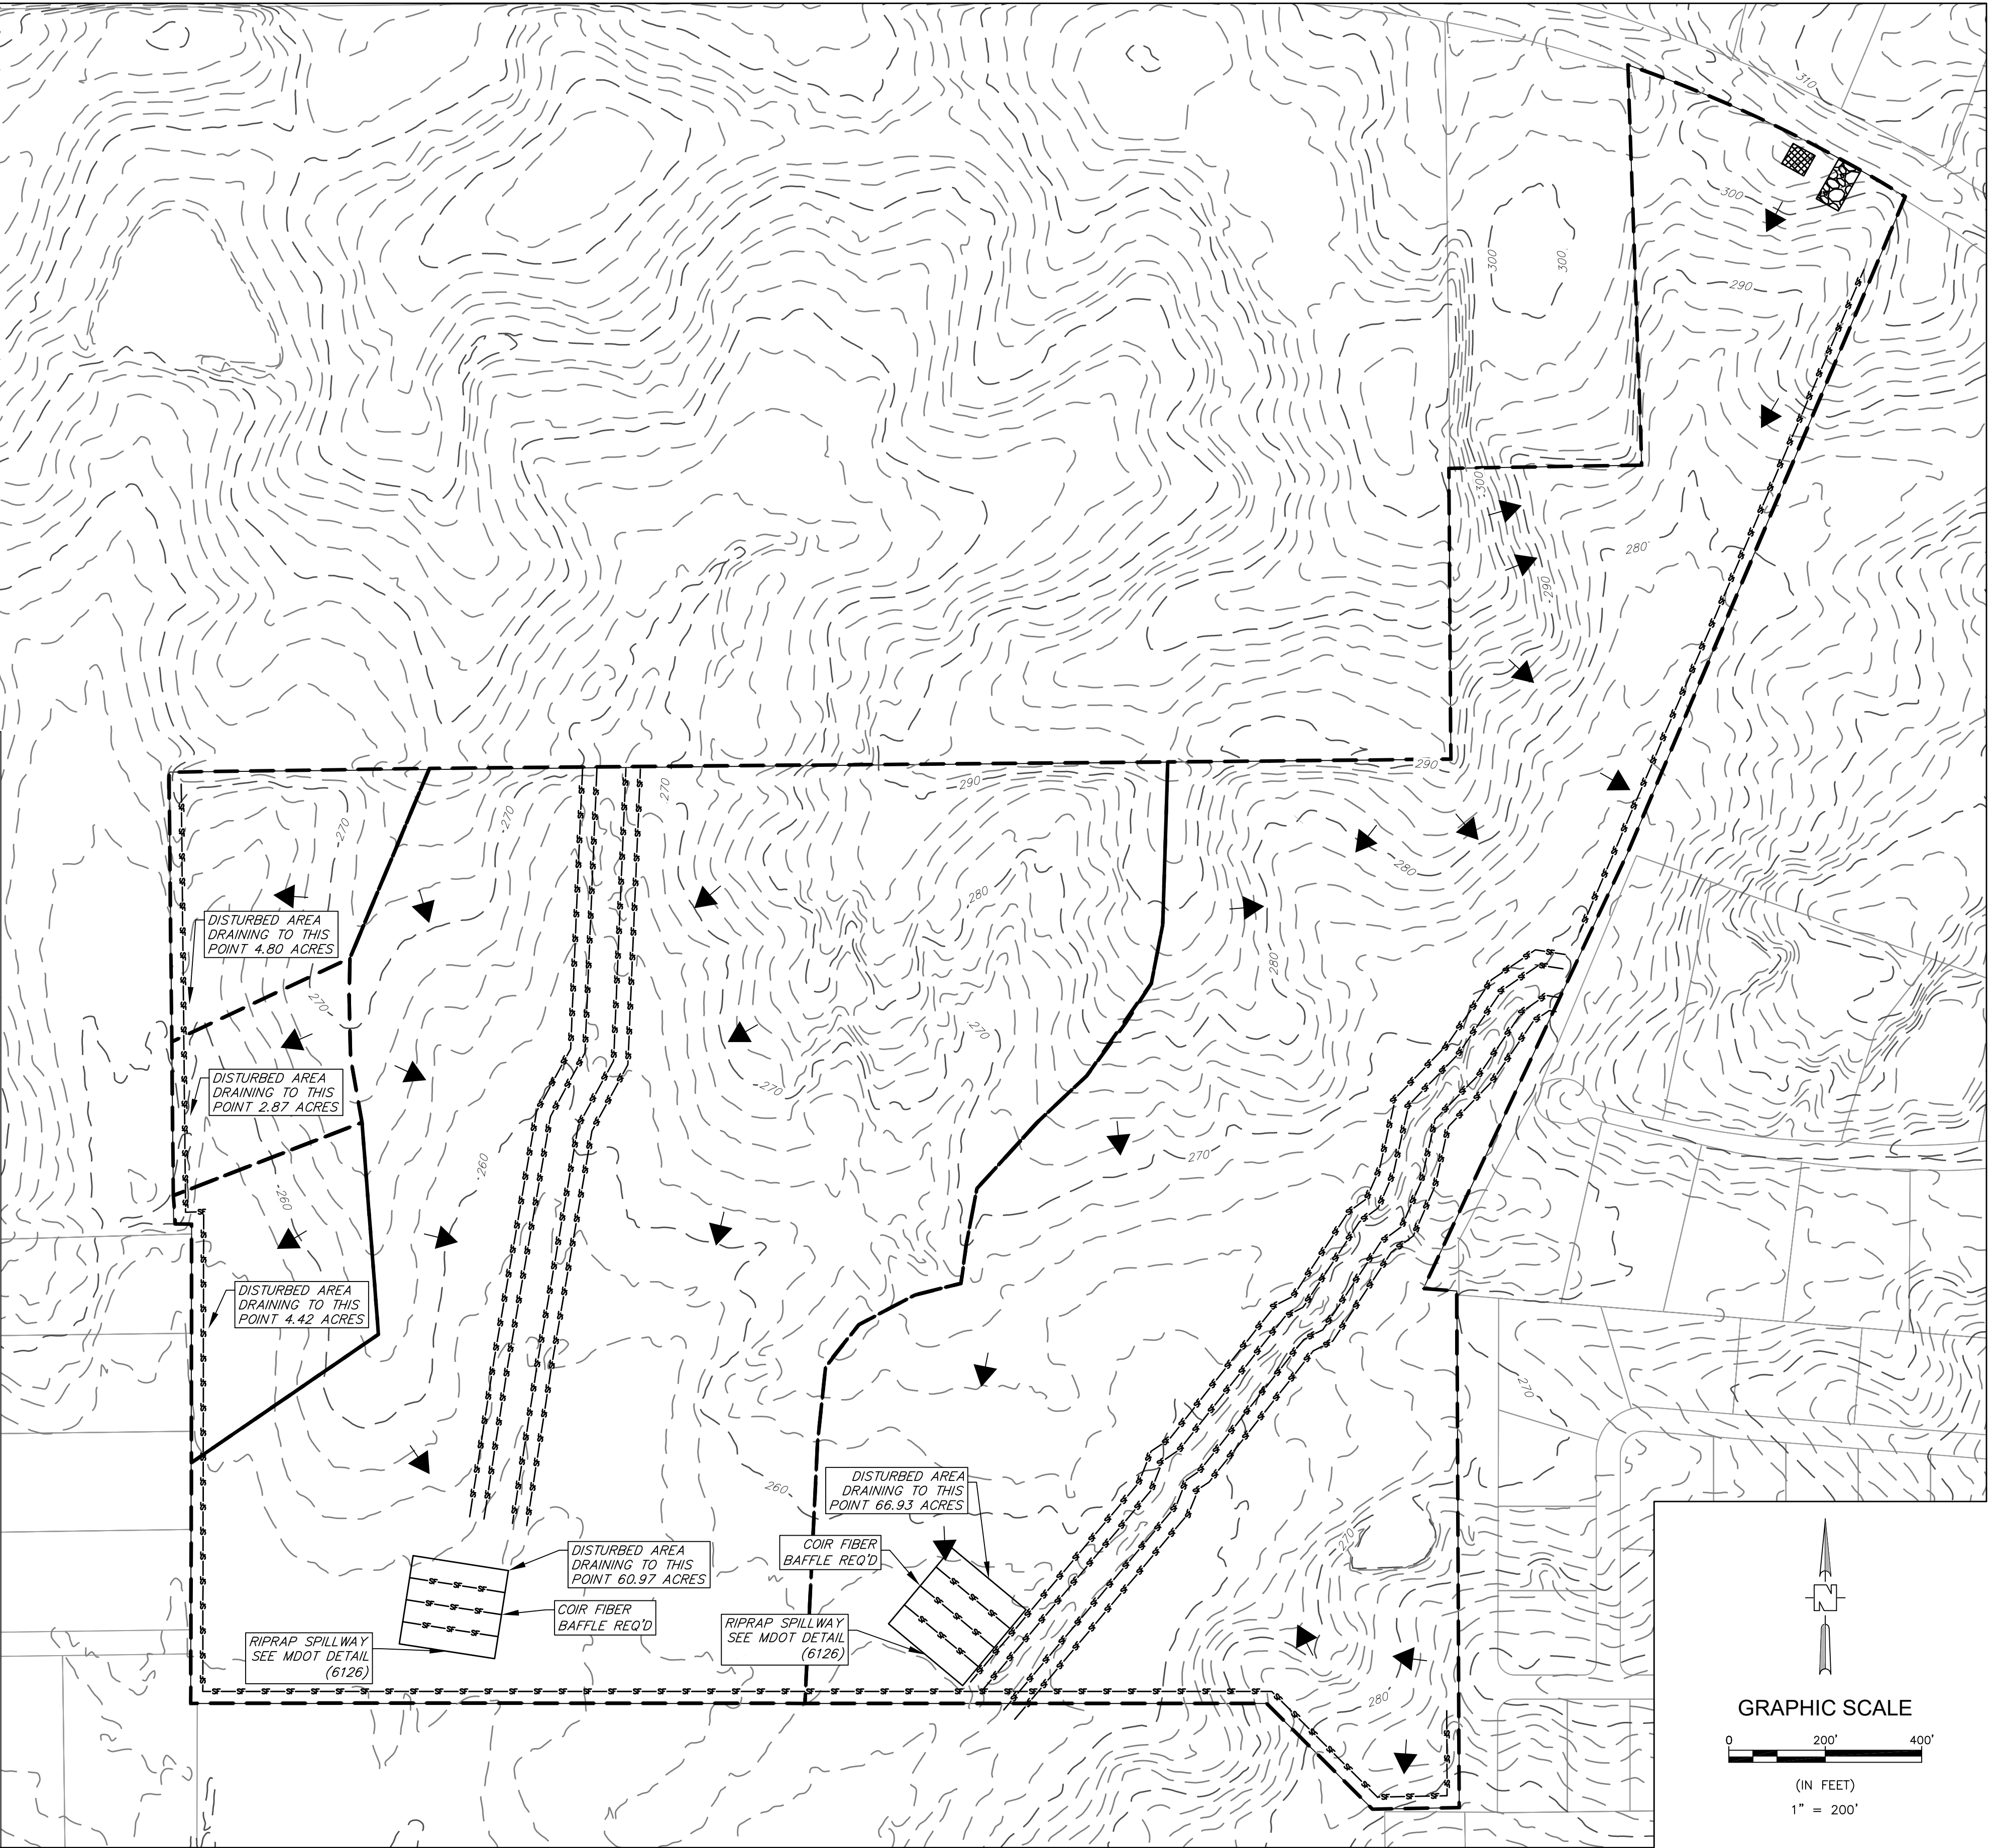 310
300
300
300
290
300
280'
290
290
290
270
270
270
280
280
280'
270
270
270
270
260
260
270
260
270
280'
DISTURBED AREA
DRAINING TO THIS
POINT 4.80 ACRES
DISTURBED AREA
DRAINING TO THIS
POINT 2.87 ACRES
DISTURBED AREA
DRAINING TO THIS
POINT 4.42 ACRES
DISTURBED AREA
DRAINING TO THIS
POINT 66.93 ACRES
COIR FIBER
BAFFLE REQ'D
RIPRAP SPILLWAY
SEE MDOT DETAIL
(6126)
DISTURBED AREA
DRAINING TO THIS
POINT 60.97 ACRES
COIR FIBER
BAFFLE REQ'D
RIPRAP SPILLWAY
SEE MDOT DETAIL
(6126)
N
GRAPHIC SCALE
0 200' 400'
(IN FEET)
1" = 200'